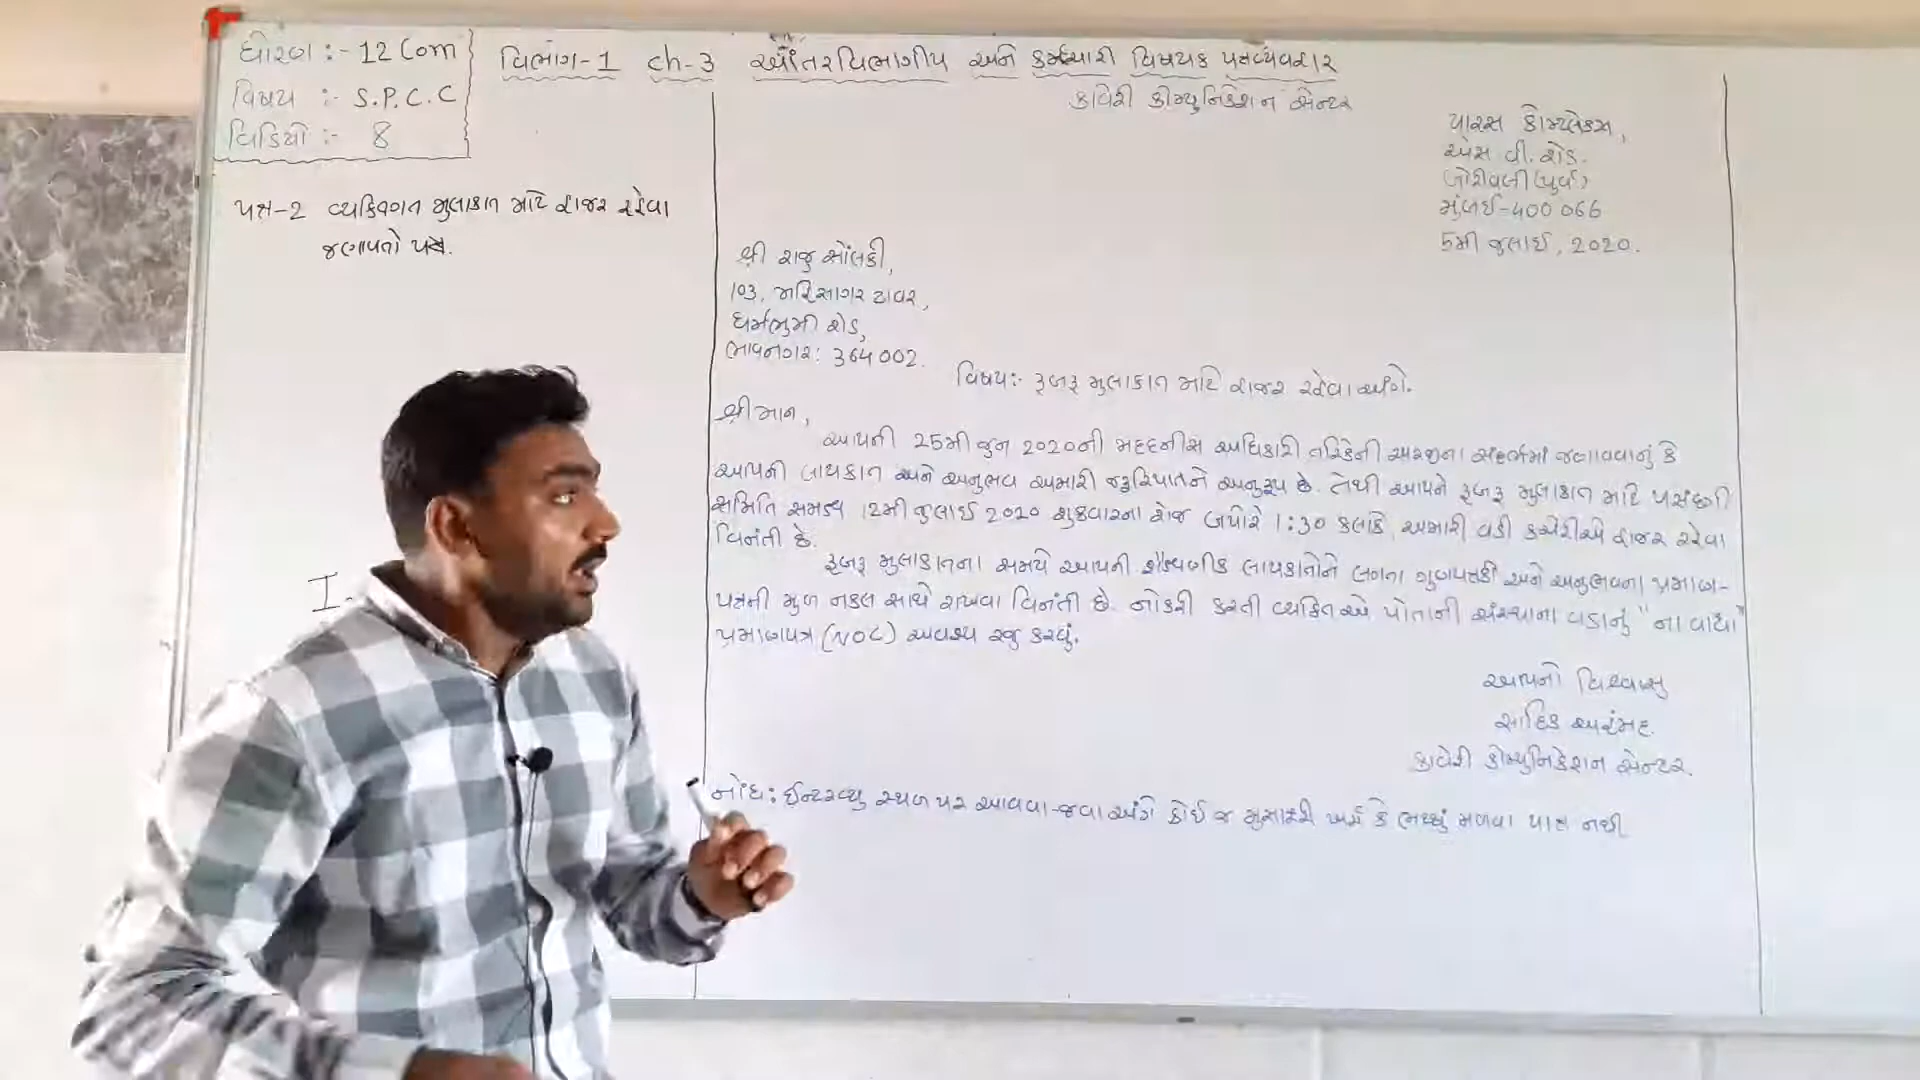 ધોરણ :- 12 Com
વિષય :- S.P.C.C
વિડિયો :- 8
વિભાગ-1 ch-3 આંતરવિભાગીય અને કર્મચારી વિષયક પત્રવ્યવહાર
પત્ર-2 વ્યક્તિગત મુલાકાત માટે હાજર રહેવા
જણાવતો પત્ર.
I.
કાવેરી કોમ્યુનિકેશન સેન્ટર
પારસ કોમ્પ્લેક્સ,
એસ. વી. રોડ.
બોરીવલી (પુર્વ)
મુંબઈ-400 066
5મી જુલાઈ, 2020.
શ્રી રાજુ સોંલકી,
103, મણિસાગર ટાવર,
ધર્મભુમી રોડ,
ભાવનગર: 364 002.
વિષય:- રૂબરૂ મુલાકાત માટે હાજર રહેવા અંગે.
શ્રીમાન,
આપની 25મી જુન 2020ની મદદનીસ અધિકારી તરિકેની અરજીના સંદર્ભમાં જણાવવાનું કે
આપની લાયકાત અને અનુભવ અમારી જરૂરિયાતને અનુરૂપ છે. તેથી આપને રૂબરૂ મુલાકાત માટે પસંદગી
સમિતિ સમક્ષ 12મી જુલાઈ 2020 શુક્રવારના રોજ બપોરે 1:30 કલાકે, અમારી વડી કચેરીએ હાજર રહેવા
વિનંતી છે.
રૂબરૂ મુલાકાતના સમયે આપની શૈક્ષણીક લાયકાતોને લગતા ગુણપત્રકો અને અનુભવના પ્રમાણ-
પત્રની મુળ નકલ સાથે રાખવા વિનંતી છે. નોકરી કરતી વ્યક્તિએ પોતાની સંસ્થાના વડાનું "ના વાંધા"
પ્રમાણપત્ર (NOC) અવશ્ય રજુ કરવું.
આપનો વિશ્વાસુ
સાદિક અહંમદ
કાવેરી કોમ્યુનિકેશન સેન્ટર.
નોંધ: ઈન્ટરવ્યુ સ્થળ પર આવવા-જવા અંગે કોઈ જ મુસાફરી ખર્ચ કે ભથ્થું મળવા પાત્ર નથી